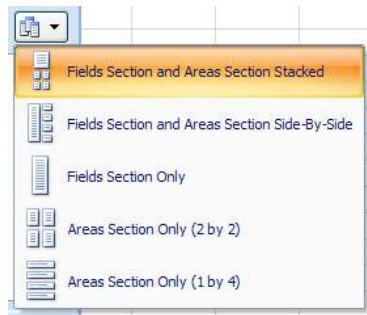 Fields Section and Areas Section Stacked
Fields Section and Areas Section Side-By-Side
Fields Section Only
Areas Section Only (2 by 2)
Areas Section Only (1 by 4)